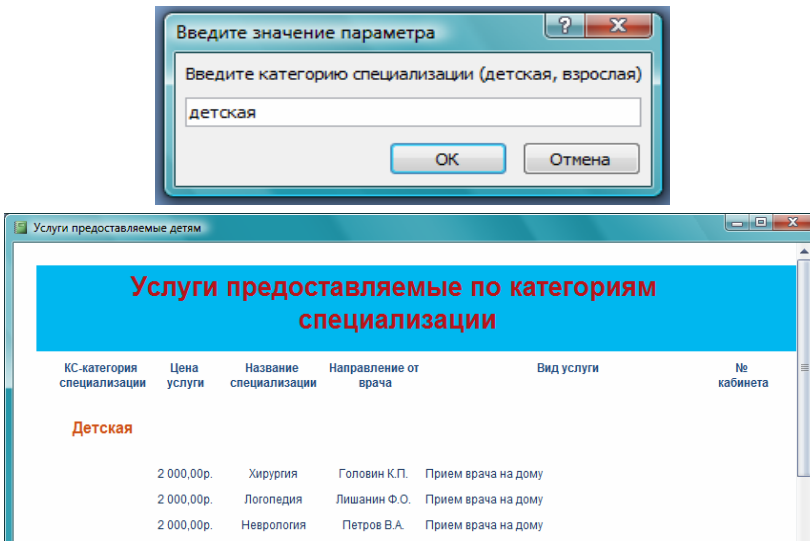 Введите значение параметра
Введите категорию специализации (детская, взрослая)
детская
ОК
Отмена
Услуги предоставляемые детям
Услуги предоставляемые по категориям
специализации
КС-категория специализации Цена услуги Название специализации Направление от врача Вид услуги № кабинета
Детская
2 000,00р. Хирургия Головин К.П. Прием врача на дому
2 000,00р. Логопедия Лишанин Ф.О. Прием врача на дому
2 000,00р. Неврология Петров В.А. Прием врача на дому